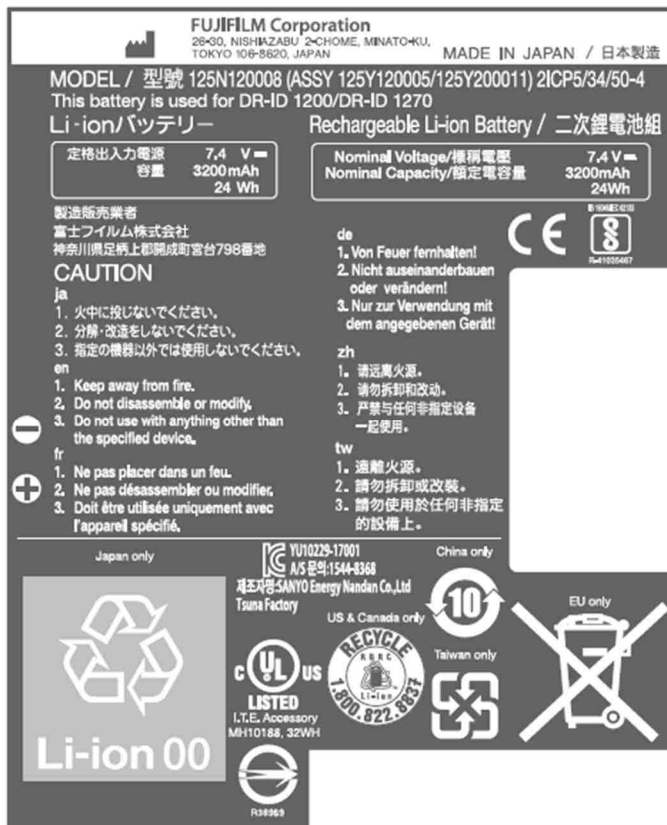 FUJIFILM Corporation
26-30, NISHIAZABU 2-CHOME, MINATO-KU,
TOKYO 106-8620, JAPAN
MADE IN JAPAN / 日本製造
MODEL / 型號 125N120008 (ASSY 125Y120005/125Y200011) 2ICP5/34/50-4
This battery is used for DR-ID 1200/DR-ID 1270
Li-ionバッテリー
Rechargeable Li-ion Battery / 二次鋰電池組
定格出入力電源 7.4 V
容量 3200mAh
24 Wh
Nominal Voltage/標稱電壓 7.4 V
Nominal Capacity/額定電容量 3200mAh
24Wh
製造販売業者
富士フイルム株式会社
神奈川県足柄上郡開成町宮台798番地
CE
R-41035467
CAUTION
ja
1. 火中に投じないでください。
2. 分解・改造をしないでください。
3. 指定の機器以外では使用しないでください。
en
1. Keep away from fire.
2. Do not disassemble or modify.
3. Do not use with anything other than
the specified device.
fr
1. Ne pas placer dans un feu.
2. Ne pas désassembler ou modifier.
3. Doit être utilisée uniquement avec
l'appareil spécifié.
de
1. Von Feuer fernhalten!
2. Nicht auseinanderbauen
oder verändern!
3. Nur zur Verwendung mit
dem angegebenen Gerät!
zh
1. 请远离火源。
2. 请勿拆卸和改动。
3. 严禁与任何非指定设备
一起使用。
tw
1. 遠離火源。
2. 請勿拆卸或改裝。
3. 請勿使用於任何非指定
的設備上。
Japan only
Li-ion 00
YU10229-17001
A/S 문의:1544-8368
제조자명:SANYO Energy Nandan Co.,Ltd
Tsuna Factory
C UL US
LISTED
I.T.E. Accessory
MH10188, 32WH
R38969
US & Canada only
RECYCLE
RBRC
Li-ion
1.800.822.8837
China only
10
Taiwan only
EU only